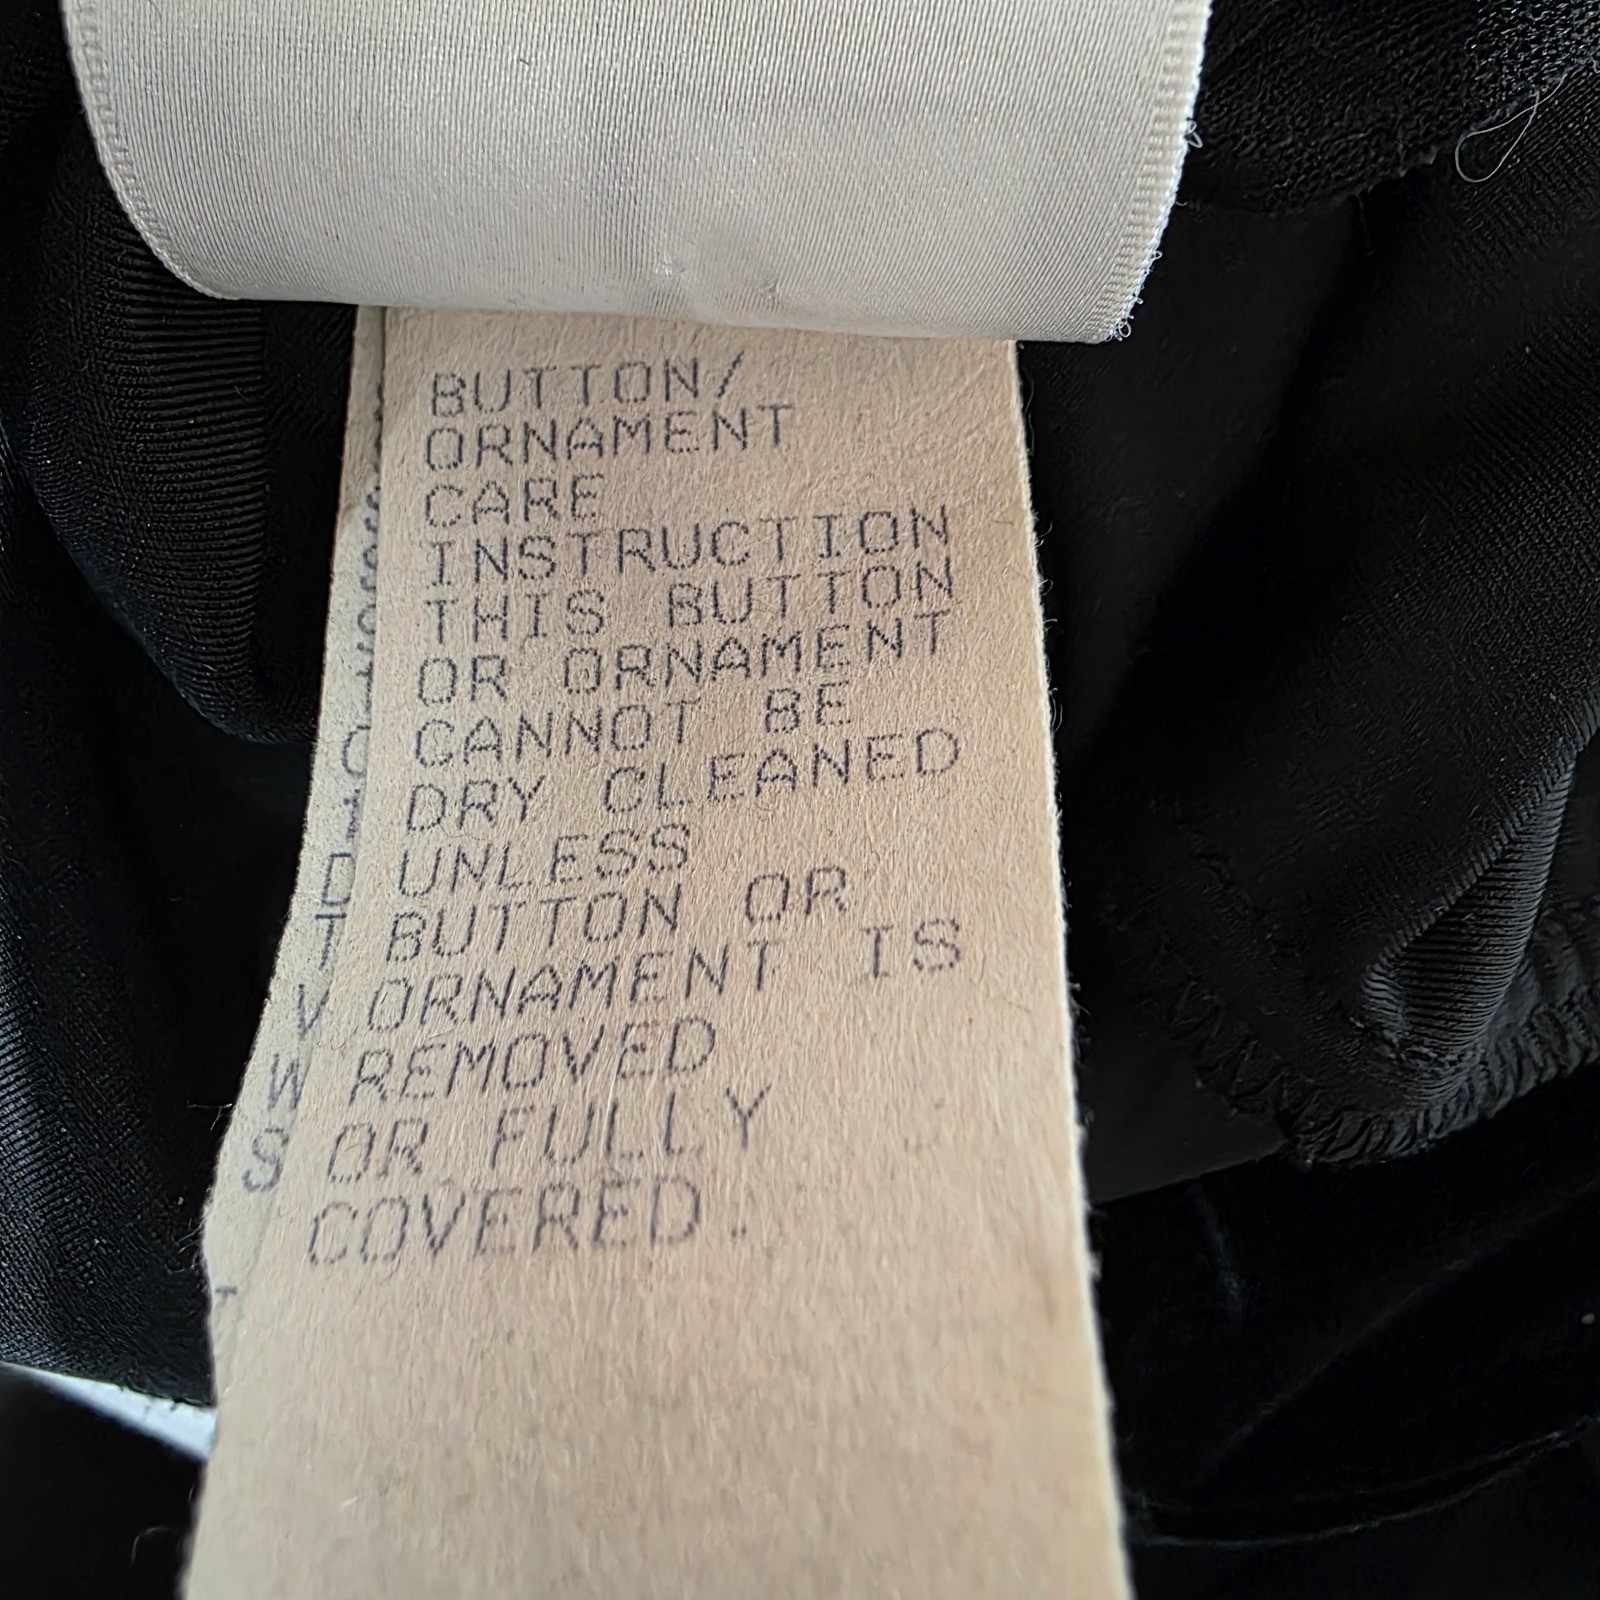 BUTTON/
ORNAMENT
CARE
INSTRUCTION
THIS BUTTON
OR ORNAMENT
CANNOT BE
DRY CLEANED
UNLESS
BUTTON OR
ORNAMENT IS
REMOVED
OR FULLY
COVERED.